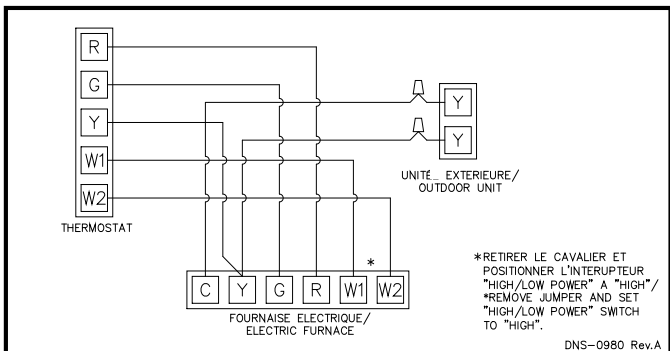 R
G
Y
W1
W2
THERMOSTAT
Y
Y
UNITÉ_ EXTERIEURE/
OUTDOOR UNIT
*
C Y G R W1 W2
FOURNAISE ELECTRIQUE/
ELECTRIC FURNACE
*RETIRER LE CAVALIER ET
POSITIONNER L'INTERUPTEUR
"HIGH/LOW POWER" A "HIGH"/
*REMOVE JUMPER AND SET
"HIGH/LOW POWER" SWITCH
TO "HIGH".
DNS-0980 Rev.A